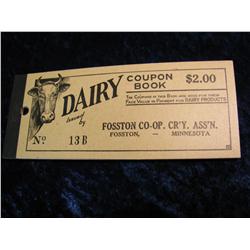 COUPON BOOK $2.00
DAIRY
THE COUPONS IN THIS BOOK ARE GOOD FOR THEIR
FACE VALUE IN PAYMENT FOR DAIRY PRODUCTS
Issued by
FOSSTON CO-OP. CR'Y. ASS'N.
FOSSTON, — MINNESOTA
No 13B